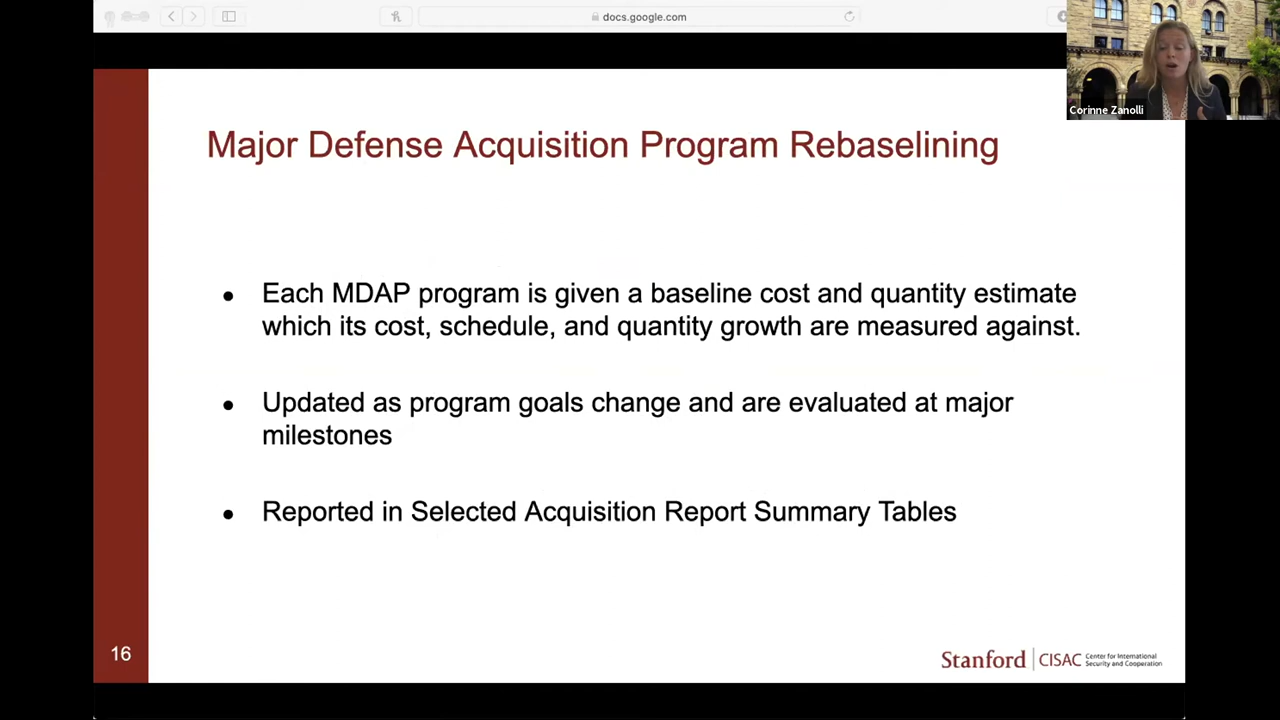 docs.google.com
Corinne Zanolli
Major Defense Acquisition Program Rebaselining
● Each MDAP program is given a baseline cost and quantity estimate
which its cost, schedule, and quantity growth are measured against.
● Updated as program goals change and are evaluated at major
milestones
● Reported in Selected Acquisition Report Summary Tables
16
Stanford CISAC Center for International
Security and Cooperation